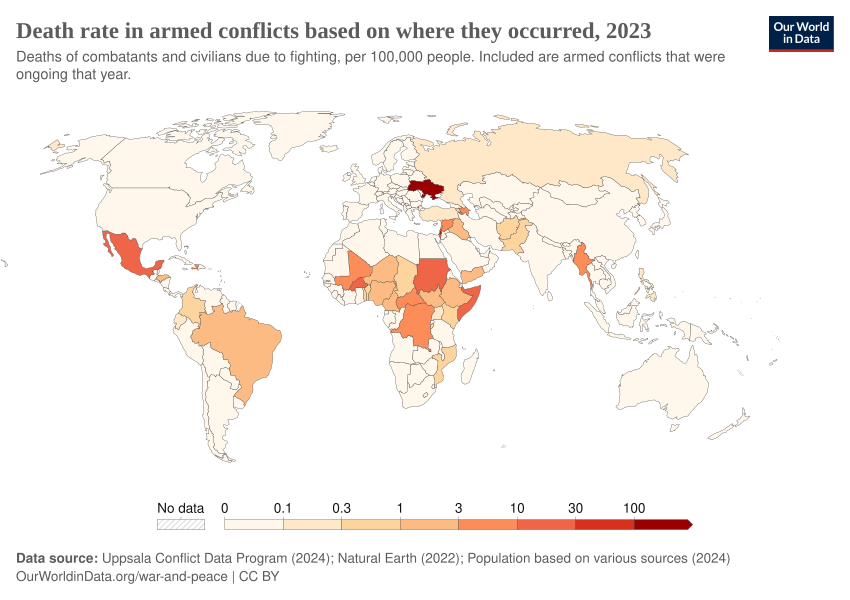 Death rate in armed conflicts based on where they occurred, 2023
Our World
in Data
Deaths of combatants and civilians due to fighting, per 100,000 people. Included are armed conflicts that were
ongoing that year.
No data 0 0.1 0.3 1 3 10 30 100
Data source: Uppsala Conflict Data Program (2024); Natural Earth (2022); Population based on various sources (2024)
OurWorldinData.org/war-and-peace | CC BY